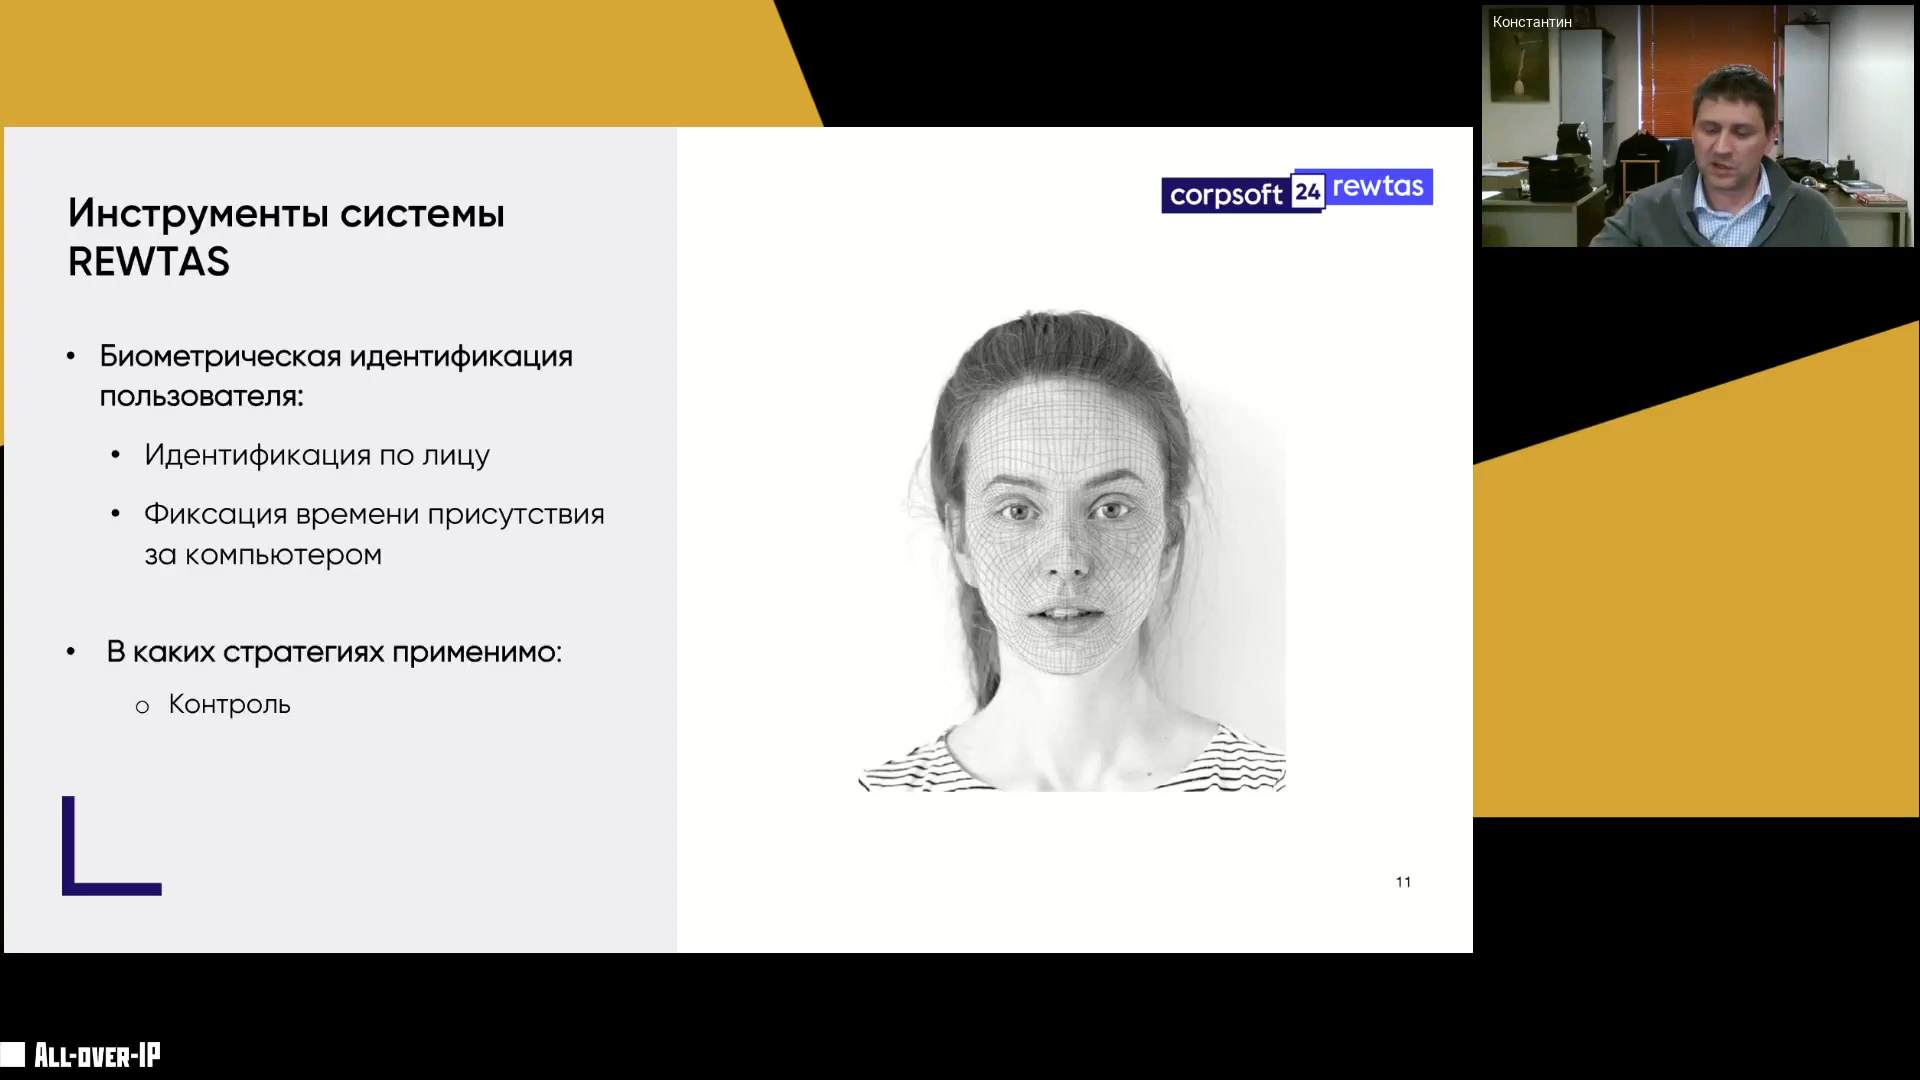 Константин
corpsoft 24 rewtas
Инструменты системы
REWTAS
• Биометрическая идентификация
пользователя:
• Идентификация по лицу
• Фиксация времени присутствия
за компьютером
• В каких стратегиях применимо:
o Контроль
11
ALL-OVER-IP